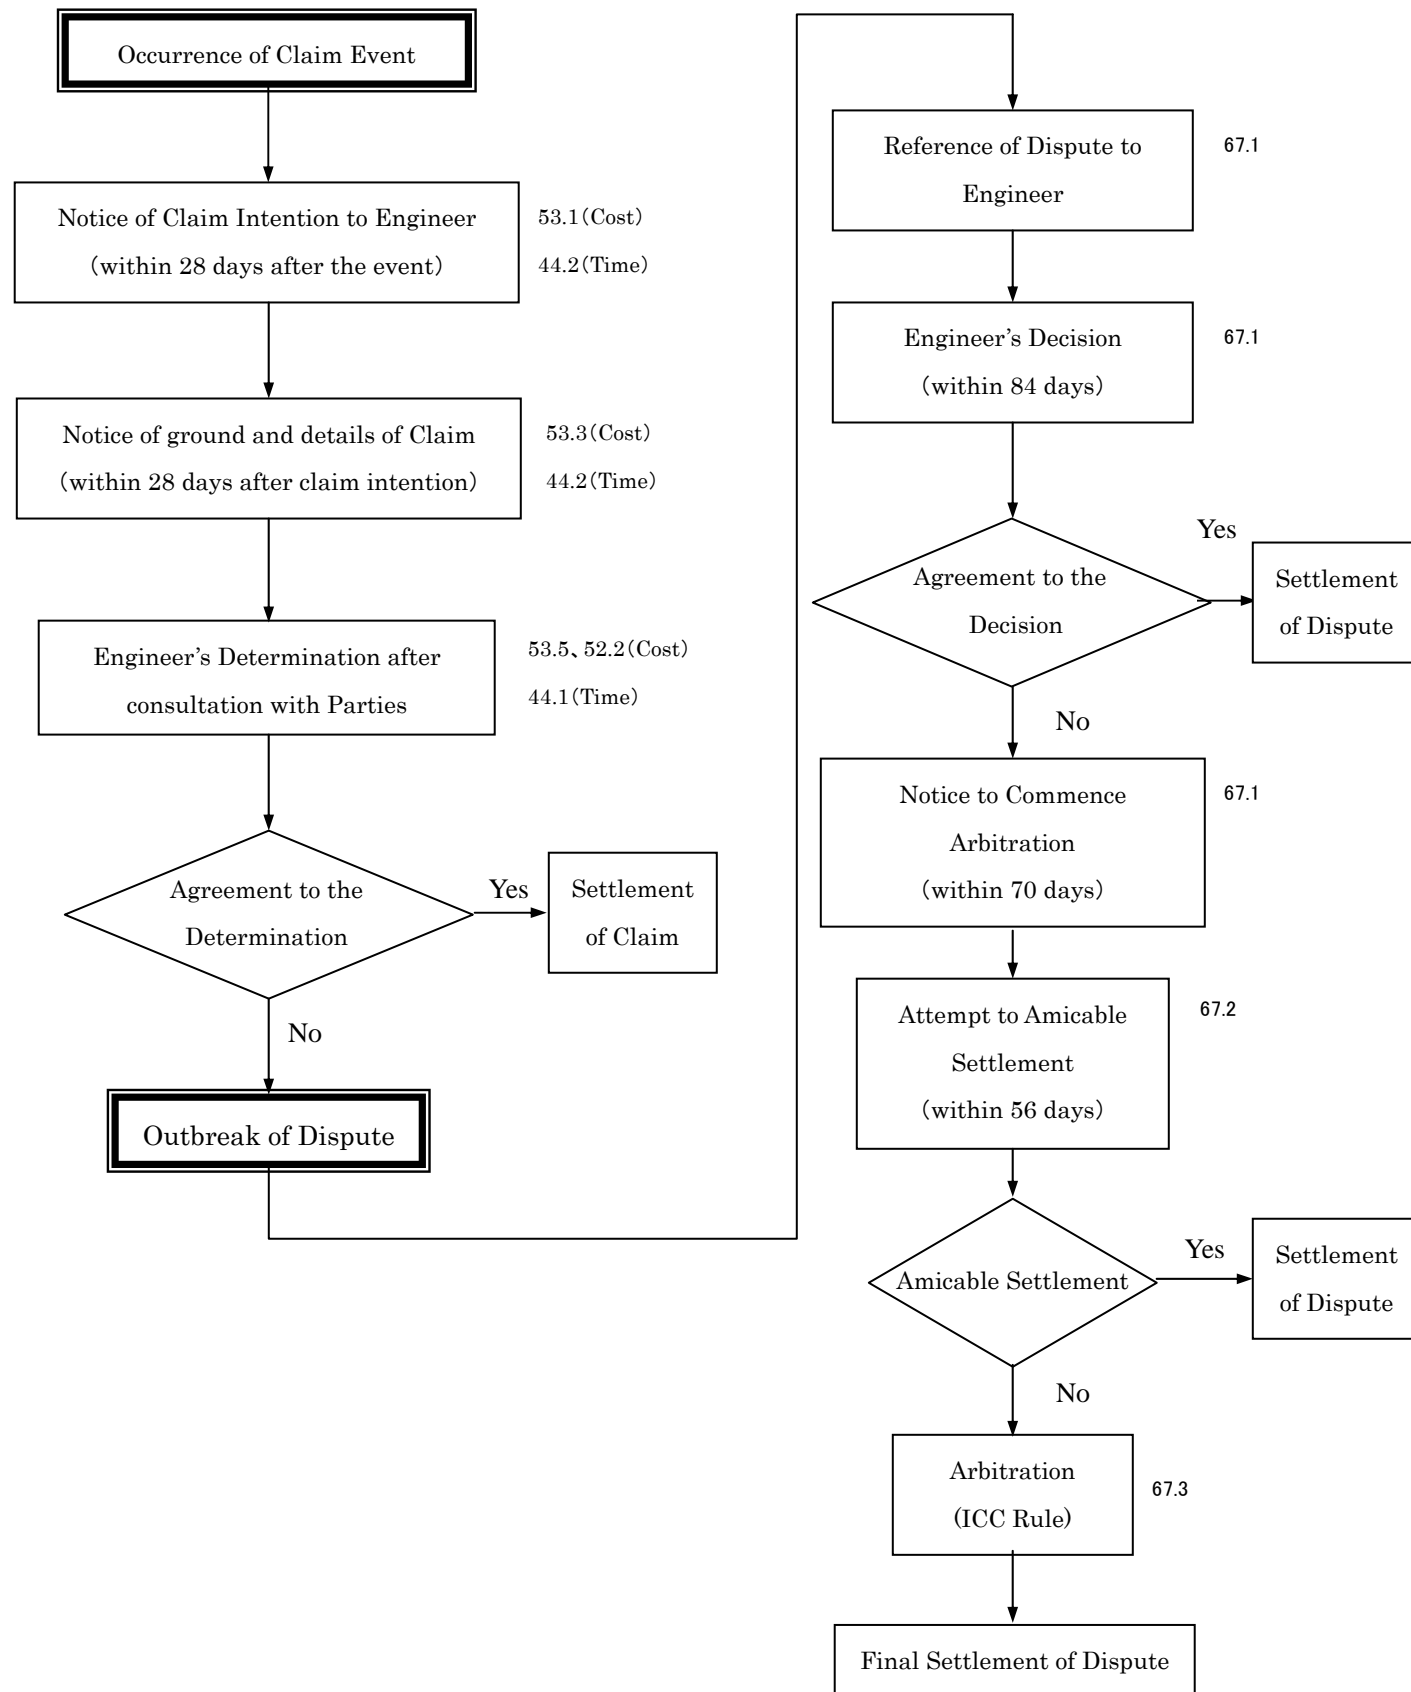 Occurrence of Claim Event
Notice of Claim Intention to Engineer
(within 28 days after the event)
53.1(Cost)
44.2(Time)
Notice of ground and details of Claim
(within 28 days after claim intention)
53.3(Cost)
44.2(Time)
Engineer’s Determination after
consultation with Parties
53.5、52.2(Cost)
44.1(Time)
Agreement to the
Determination
Yes
Settlement
of Claim
No
Outbreak of Dispute
Reference of Dispute to
Engineer
67.1
Engineer’s Decision
(within 84 days)
67.1
Agreement to the
Decision
Yes
Settlement
of Dispute
No
Notice to Commence
Arbitration
(within 70 days)
67.1
Attempt to Amicable
Settlement
(within 56 days)
67.2
Amicable Settlement
Yes
Settlement
of Dispute
No
Arbitration
(ICC Rule)
67.3
Final Settlement of Dispute